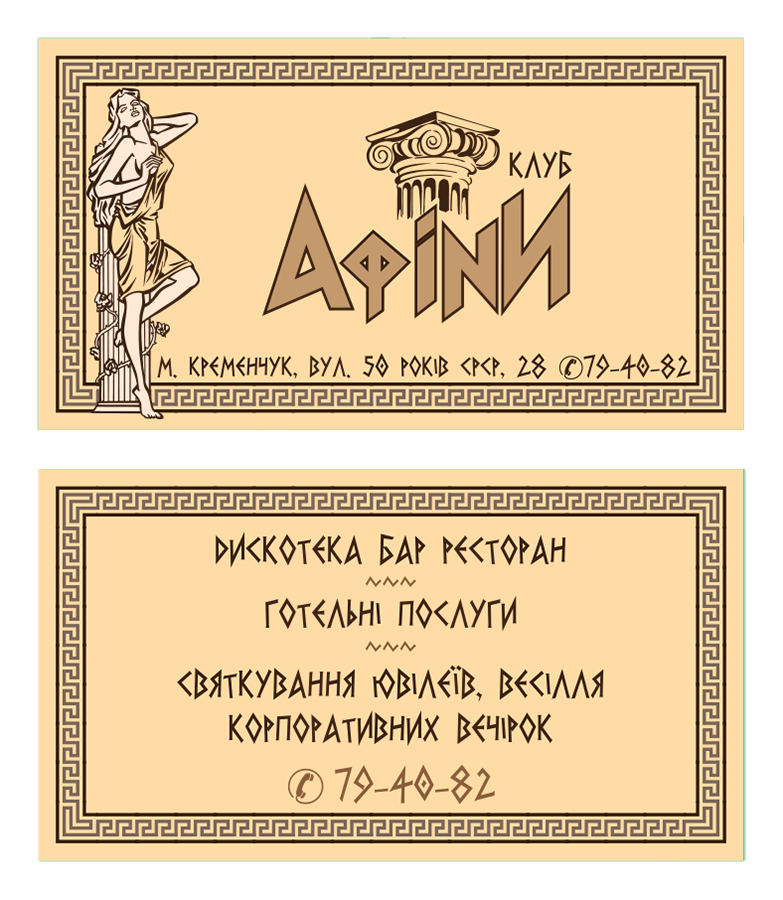 КЛУБ
АФіNИ
М. КРЕМЕНЧУК, ВУЛ. 50 РОКІВ СРСР, 28 ✆79-40-82
ДИСКОТЕКА БАР РЕСТОРАН
~~~
ГОТЕЛЬНІ ПОСЛУГИ
~~~
СВЯТКУВАННЯ ЮВІЛЕЇВ, ВЕСІЛЛЯ
КОРПОРАТИВНИХ ВЕЧІРОК
✆ 79-40-82